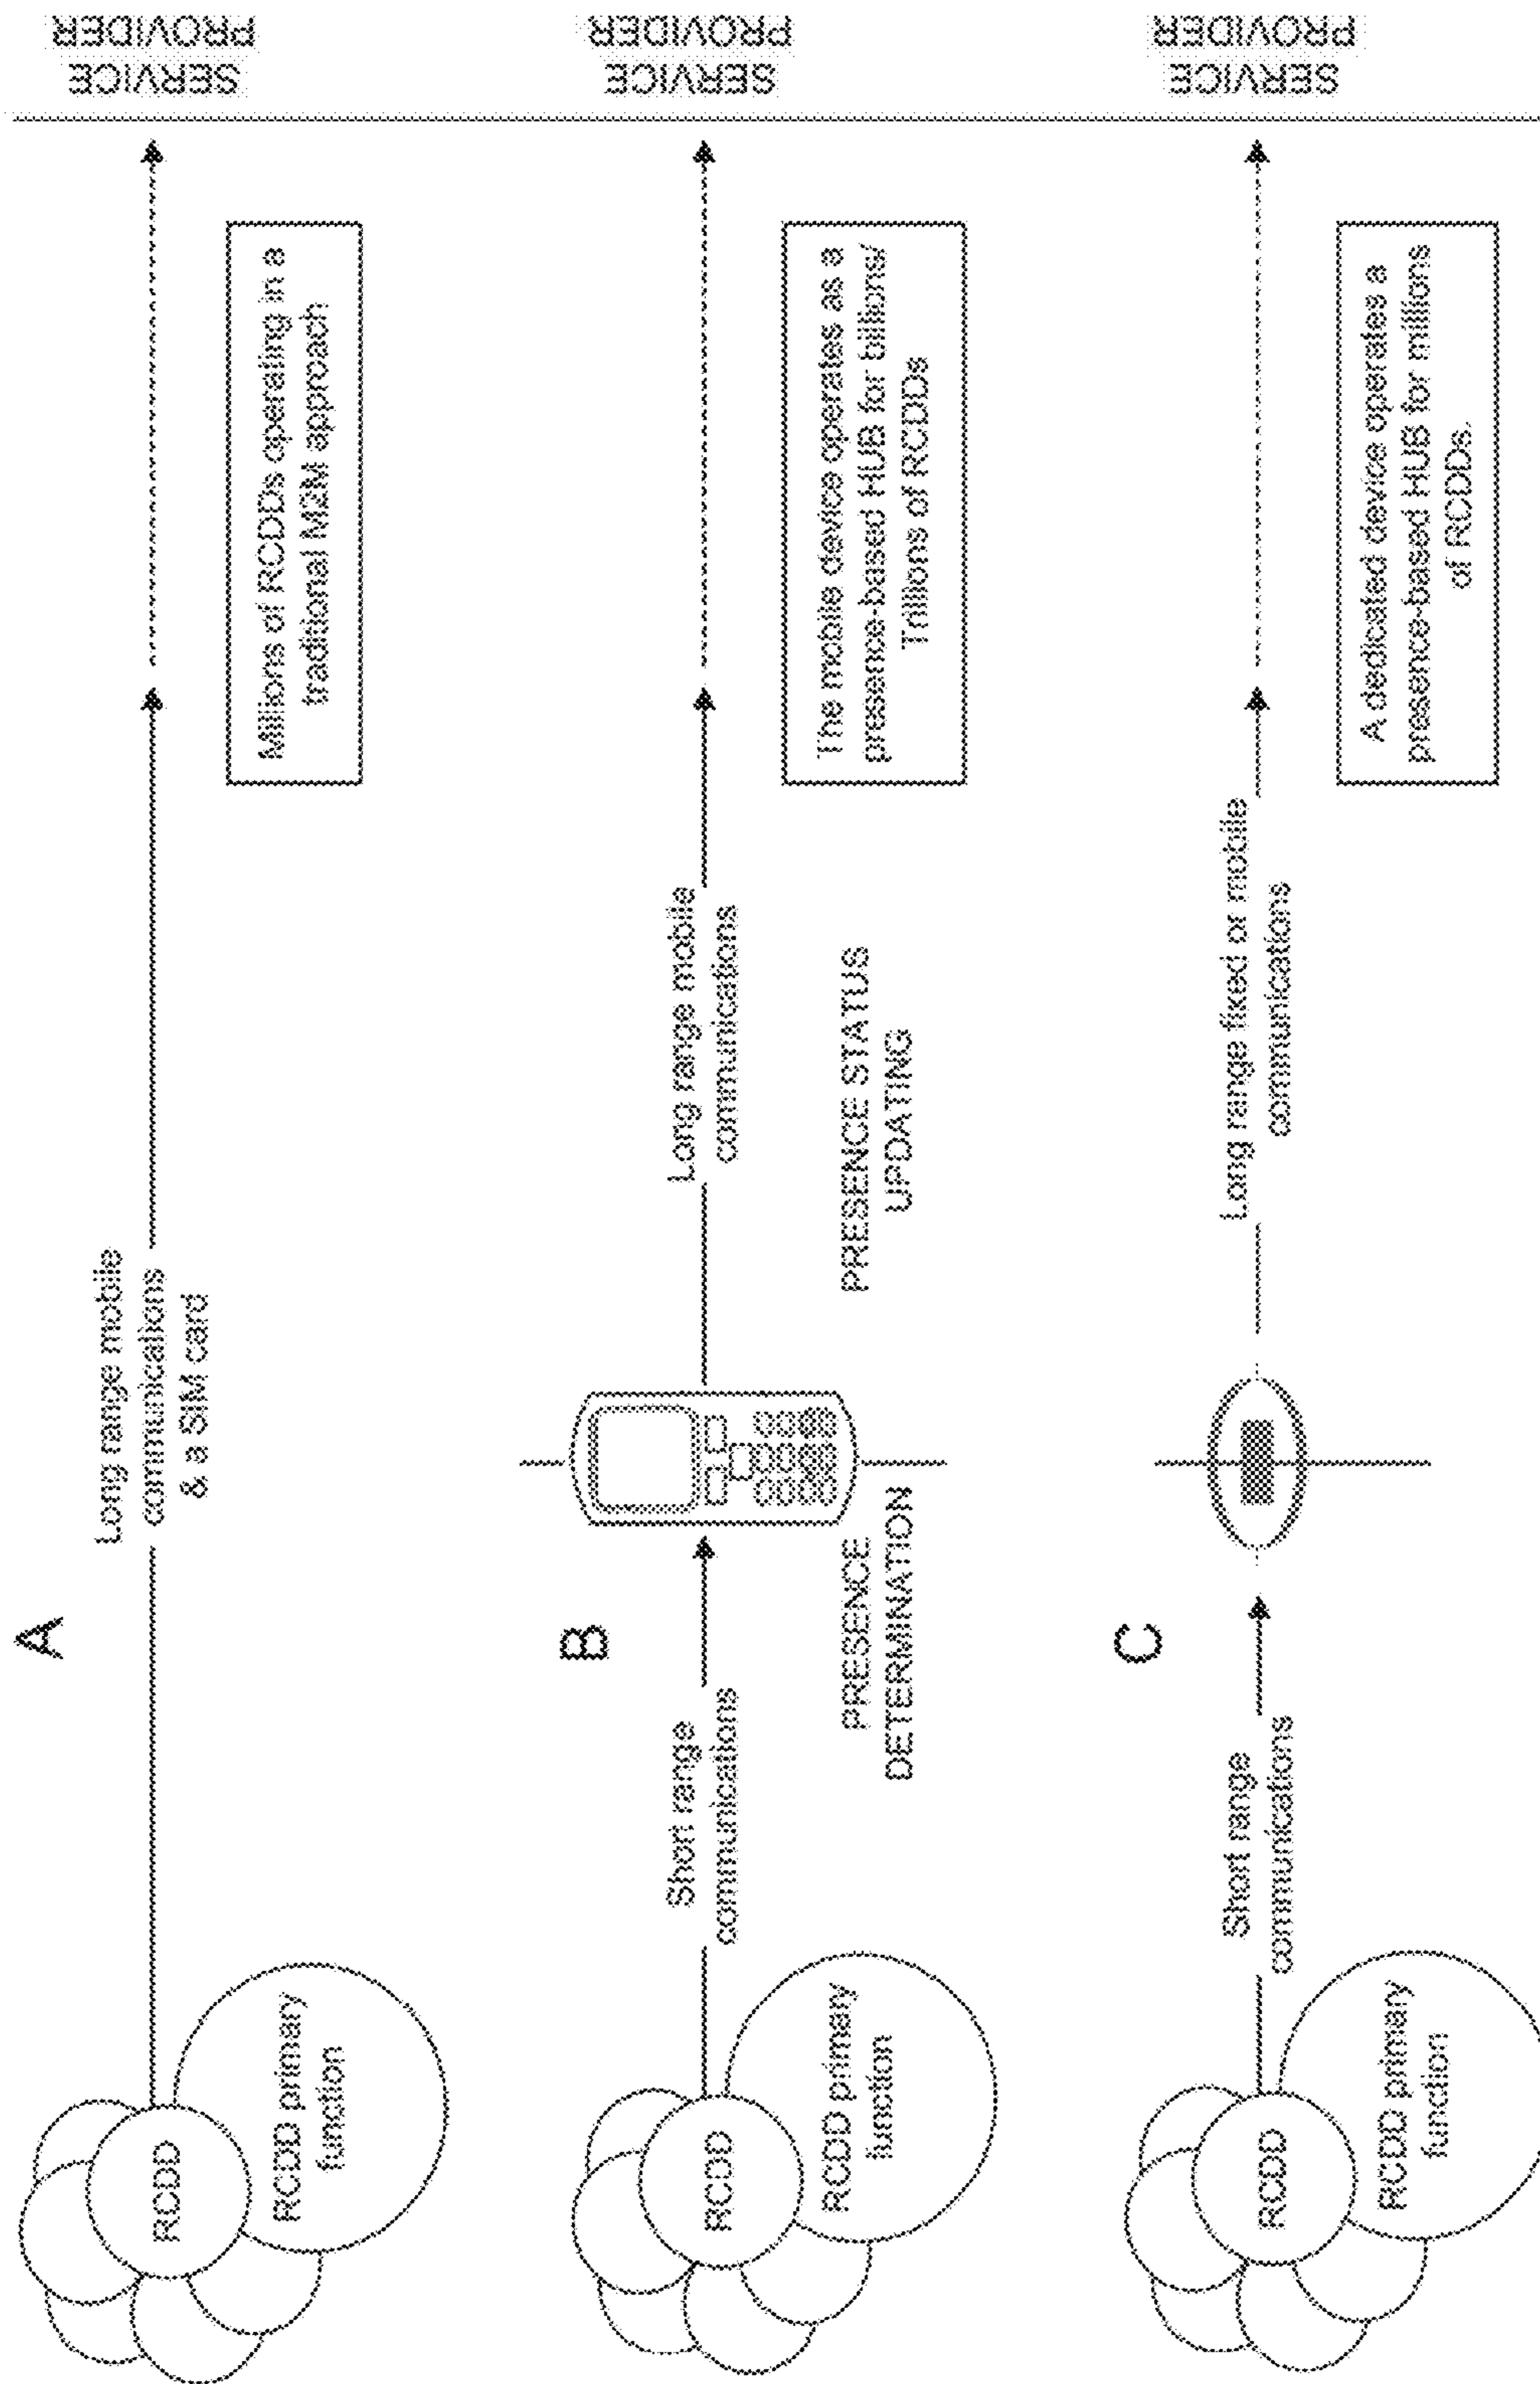 A
RCDD
RCDD primary
function
Long range mobile
communications
& a SIM card
Millions of RCDDs operating in a
traditional M2M approach
SERVICE
PROVIDER
B
RCDD
RCDD primary
function
Short range
communications
PRESENCE
DETERMINATION
Long range mobile
communications
PRESENCE STATUS
UPDATING
The mobile device operates as a
presence-based HUB for billions/
Trillions of RCDDs
SERVICE
PROVIDER
C
RCDD
RCDD primary
function
Short range
communications
Long range fixed or mobile
communications
A dedicated device operates a
presence-based HUB for millions
of RCDDs.
SERVICE
PROVIDER